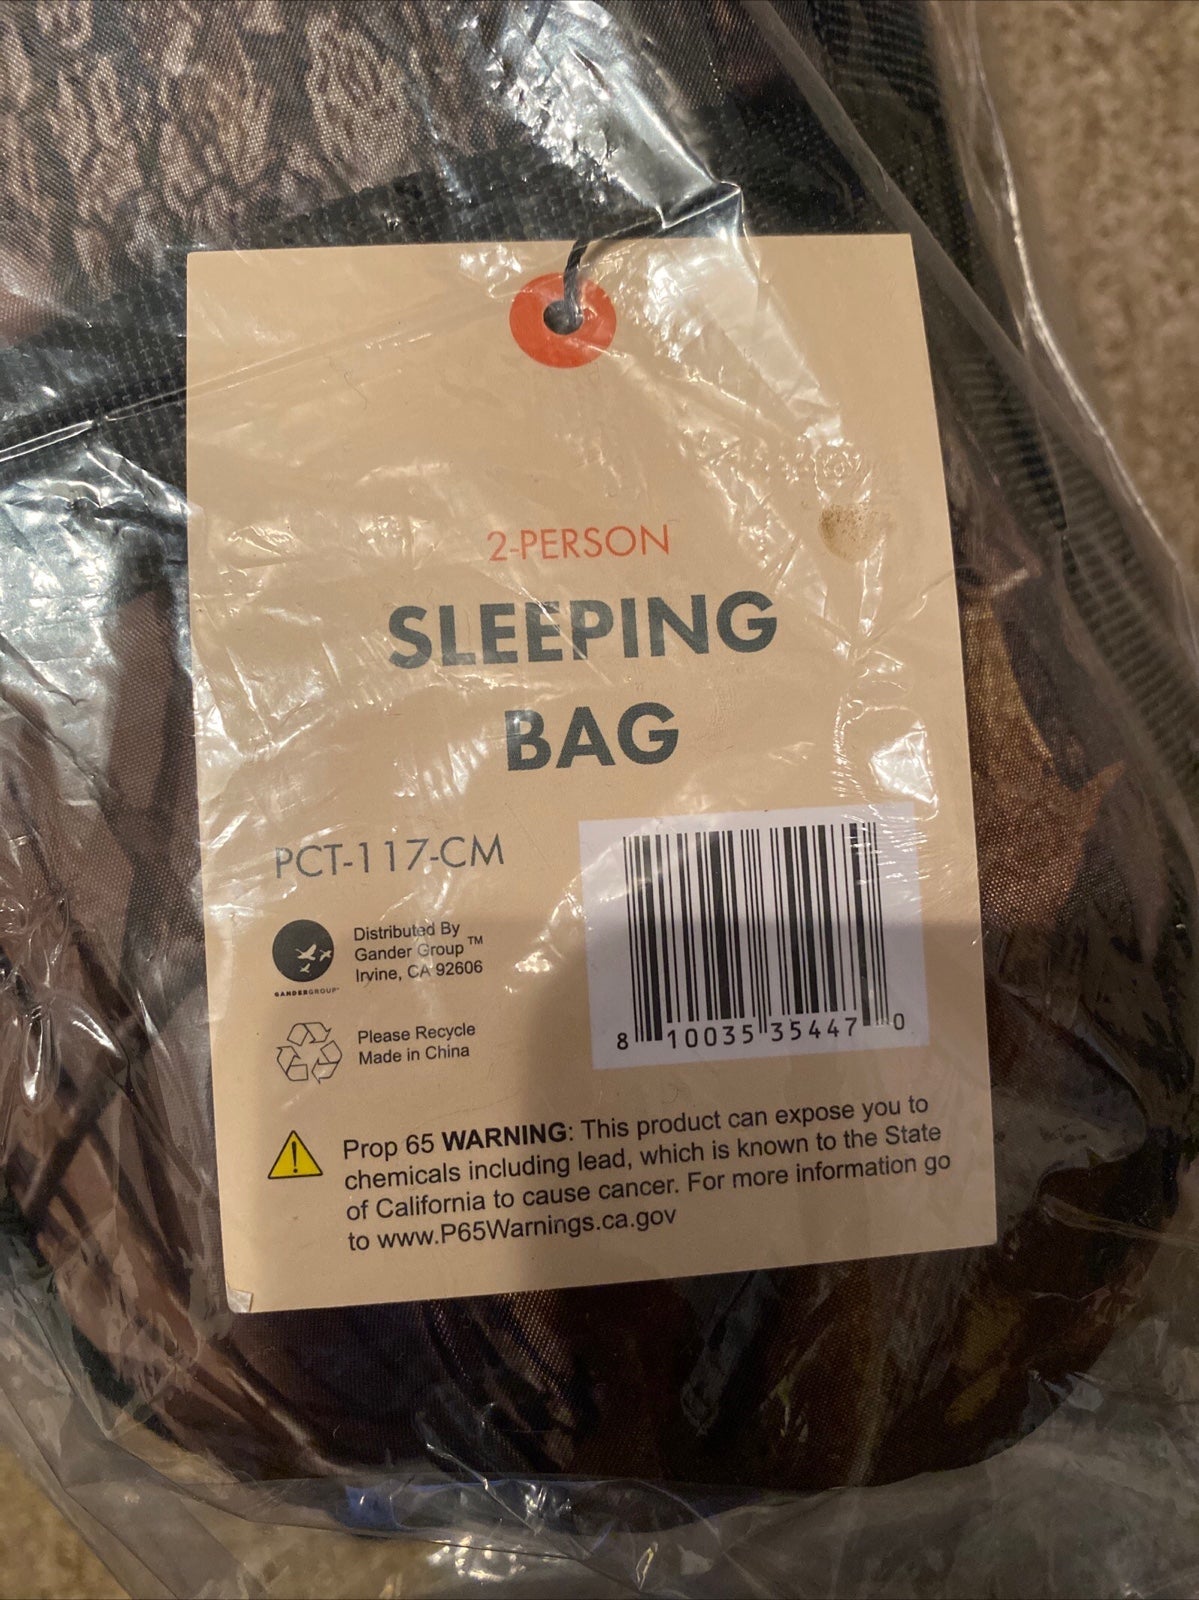 2-PERSON
SLEEPING
BAG
PCT-117-CM
Distributed By
Gander Group™
Irvine, CA 92606
GANDERGROUP
Please Recycle
Made in China
8 10035 35447 0
Prop 65 WARNING: This product can expose you to
chemicals including lead, which is known to the State
of California to cause cancer. For more information go
to www.P65Warnings.ca.gov